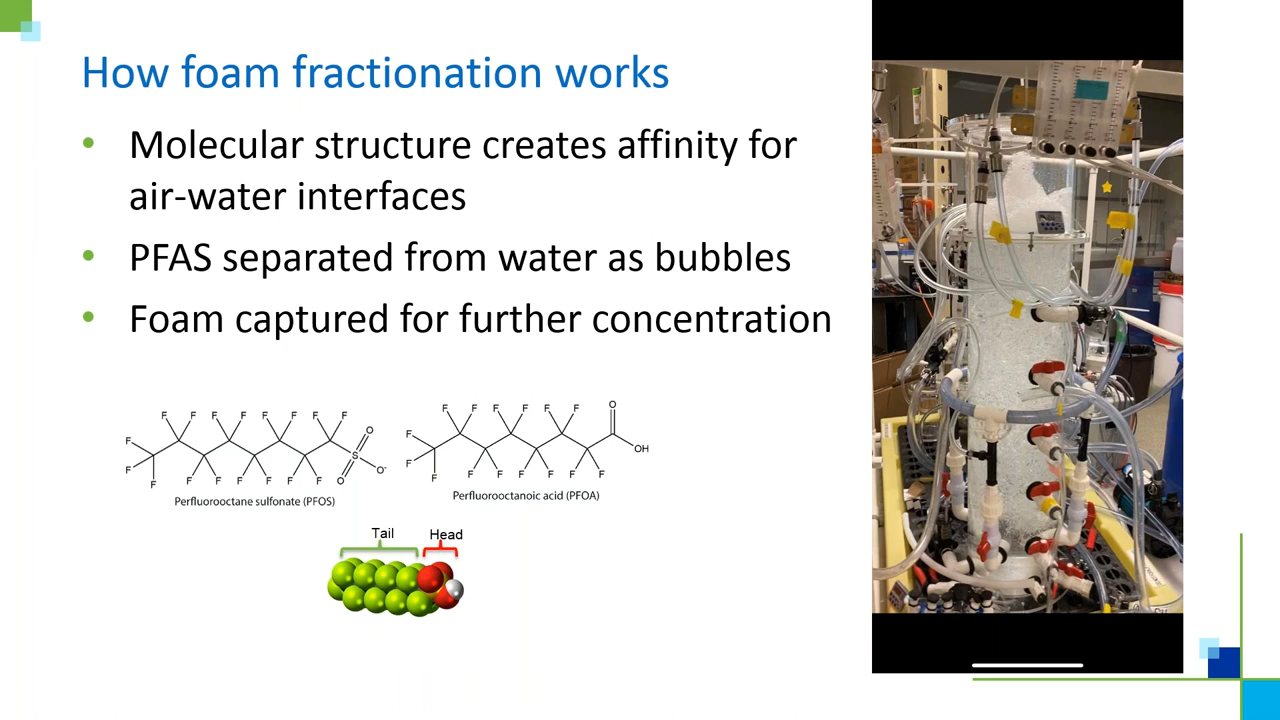 How foam fractionation works
• Molecular structure creates affinity for
air-water interfaces
• PFAS separated from water as bubbles
• Foam captured for further concentration
F F F F F F F F F F F F F F F F F S O O O-
Perfluorooctane sulfonate (PFOS)
F F F F F F F F F F F F F F F O OH
Perfluorooctanoic acid (PFOA)
Tail
Head